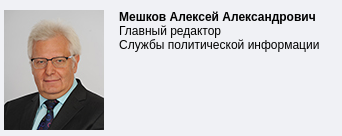 Мешков Алексей Александрович
Главный редактор
Службы политической информации